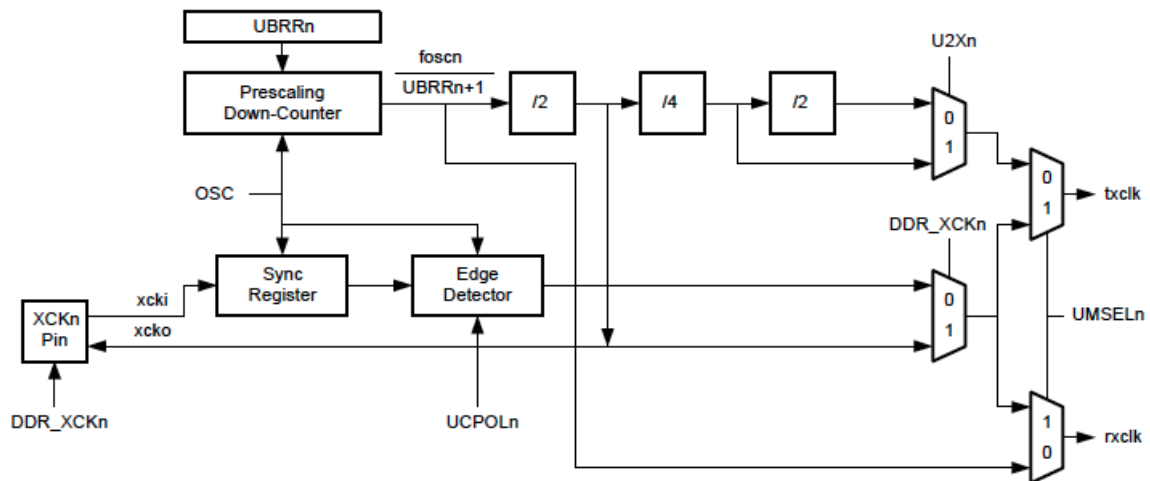 UBRRn
U2Xn
foscn
Prescaling
Down-Counter
UBRRn+1
/2
/4
/2
0
1
OSC
0
1
txclk
DDR_XCKn
Sync
Register
Edge
Detector
xcki
0
1
UMSELn
XCKn
Pin
xcko
DDR_XCKn
UCPOLn
1
0
rxclk